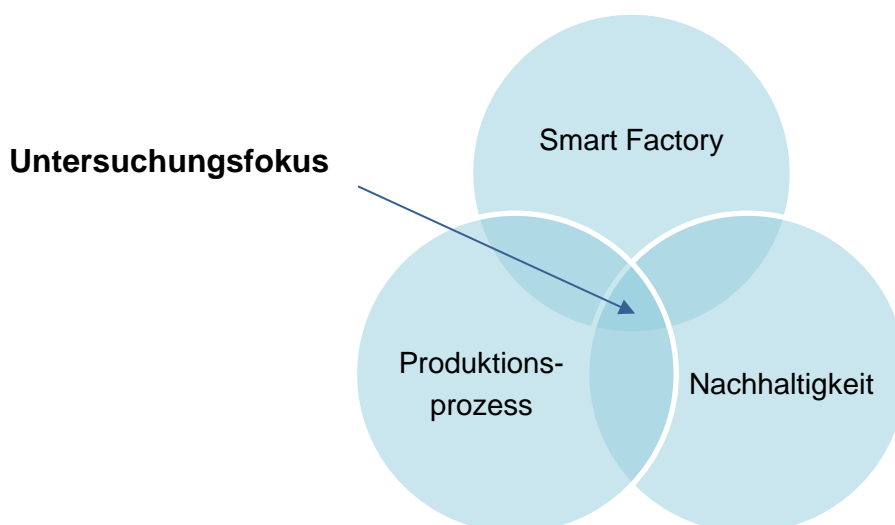 Smart Factory
Untersuchungsfokus
Produktions-
prozess
Nachhaltigkeit